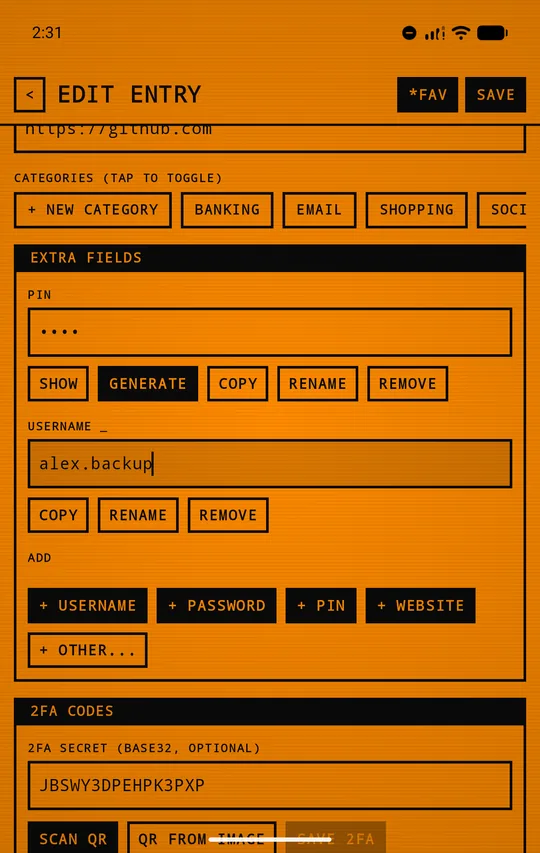 2:31
< EDIT ENTRY *FAV SAVE
https://github.com
CATEGORIES (TAP TO TOGGLE)
+ NEW CATEGORY BANKING EMAIL SHOPPING SOCI
EXTRA FIELDS
PIN
••••
SHOW GENERATE COPY RENAME REMOVE
USERNAME _
alex.backup
COPY RENAME REMOVE
ADD
+ USERNAME + PASSWORD + PIN + WEBSITE
+ OTHER...
2FA CODES
2FA SECRET (BASE32, OPTIONAL)
JBSWY3DPEHPK3PXP
SCAN QR QR FROM IMAGE SAVE 2FA